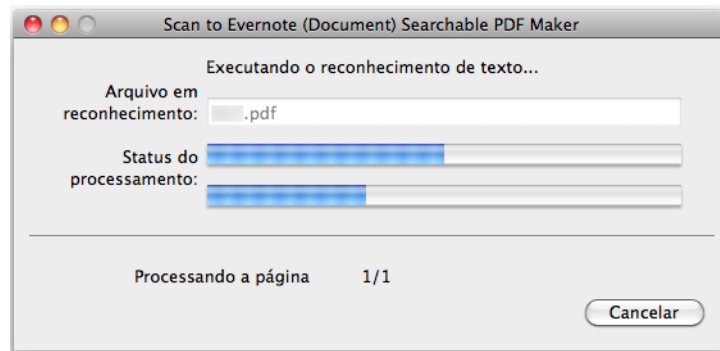 Scan to Evernote (Document) Searchable PDF Maker
Executando o reconhecimento de texto...
Arquivo em
reconhecimento:
.pdf
Status do
processamento:
Processando a página 1/1
Cancelar